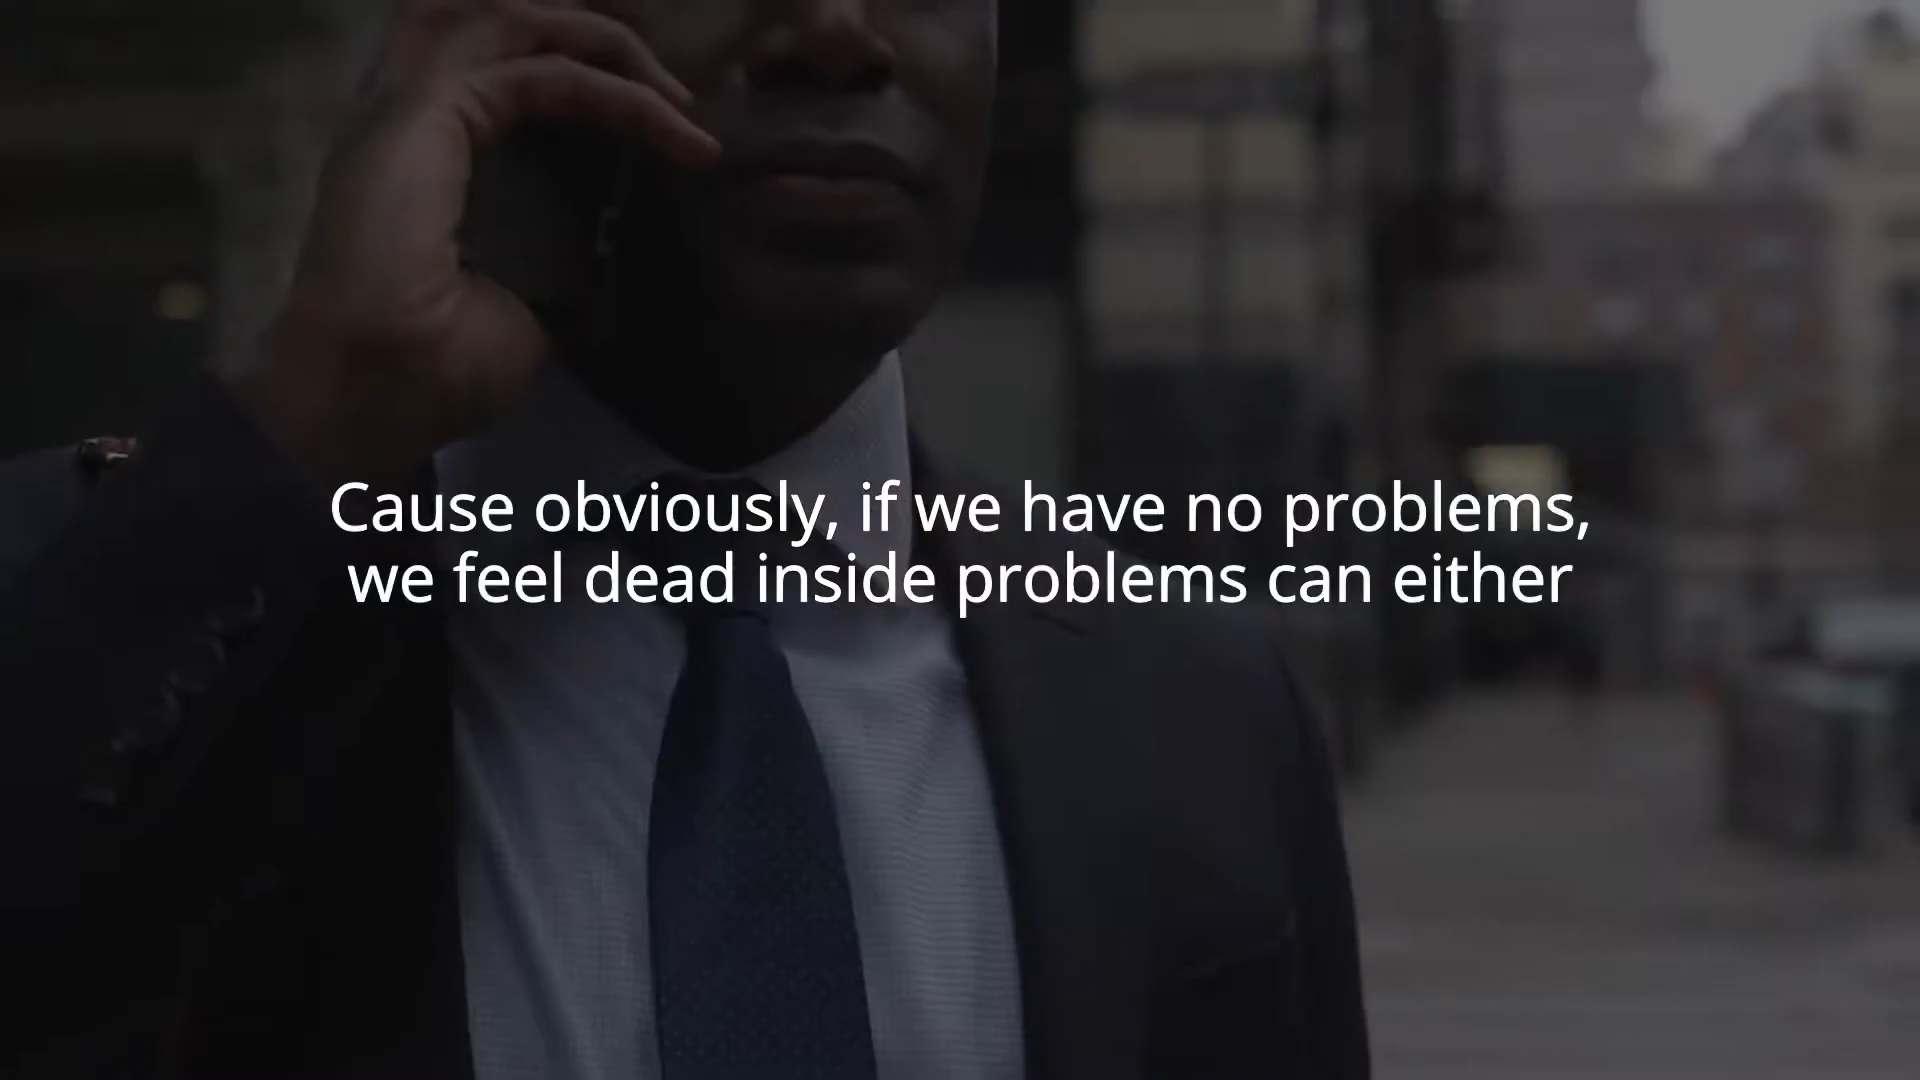 Cause obviously, if we have no problems,
we feel dead inside problems can either